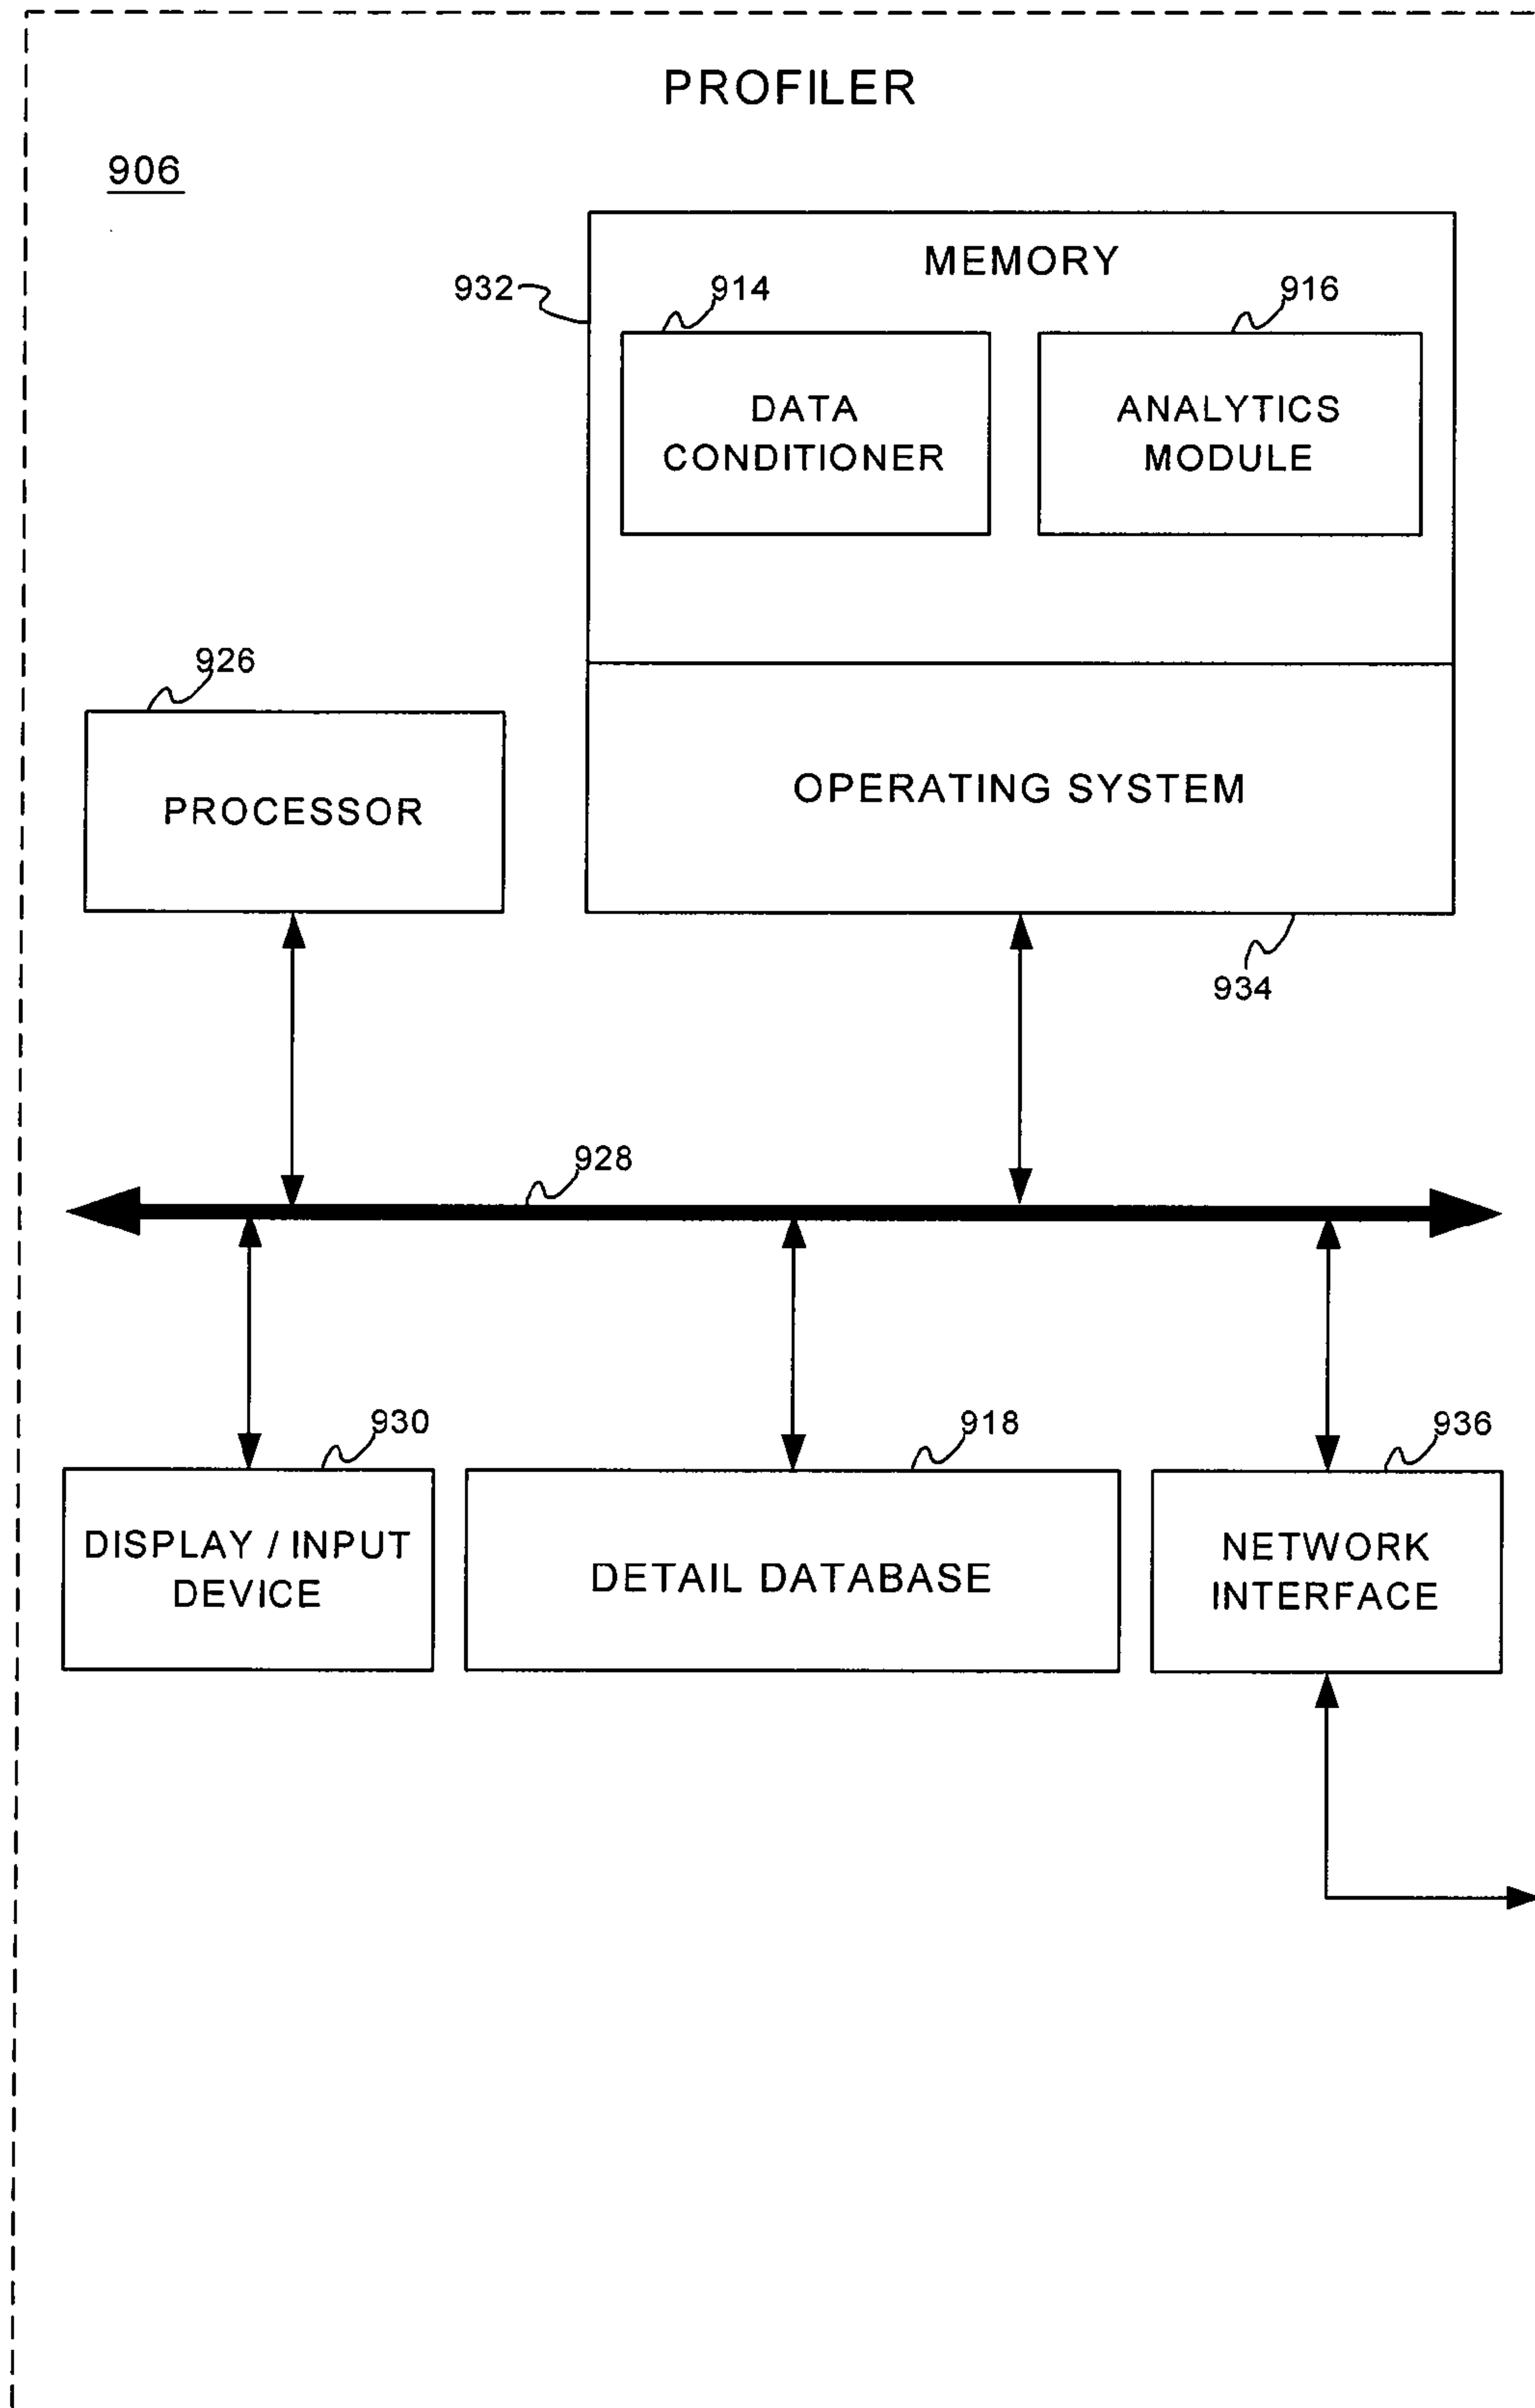 PROFILER
906
MEMORY
932
914
916
DATA
CONDITIONER
ANALYTICS
MODULE
926
PROCESSOR
OPERATING SYSTEM
934
928
930
918
936
DISPLAY / INPUT
DEVICE
DETAIL DATABASE
NETWORK
INTERFACE